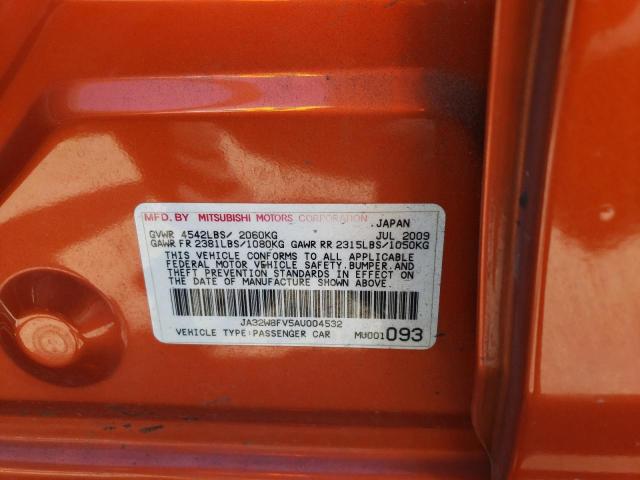 MFD. BY MITSUBISHI MOTORS CORPORATION
JAPAN
GVWR 4542LBS/ 2060KG JUL 2009
GAWR FR 2381LBS/1080KG GAWR RR 2315LBS/1050KG
THIS VEHICLE CONFORMS TO ALL APPLICABLE
FEDERAL MOTOR VEHICLE SAFETY,BUMPER,AND
THEFT PREVENTION STANDARDS IN EFFECT ON
THE DATE OF MANUFACTURE SHOWN ABOVE.
JA32W8FV5AU004532
VEHICLE TYPE:PASSENGER CAR MU001093